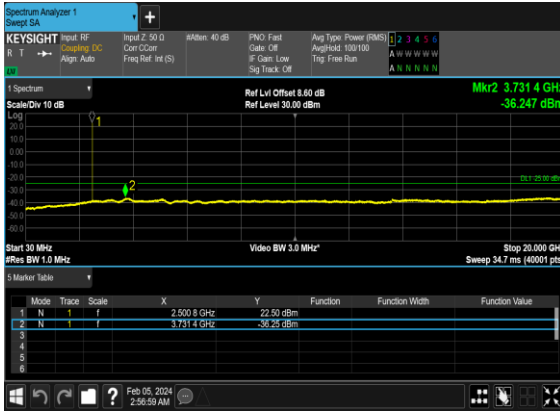 Spectrum Analyzer 1
Swept SA
+
KEYSIGHT Input: RF Input Z: 50 Ω #Atten: 40 dB PNO: Fast Avg Type: Power (RMS) 1 2 3 4 5 6
R T Coupling: DC Corr CCorr Gate: Off Avg|Hold: 100/100 A W W W W W
Align: Auto Freq Ref: Int (S) IF Gain: Low Trig: Free Run
LXI Sig Track: Off A N N N N N
1 Spectrum Ref Lvl Offset 8.60 dB Mkr2 3.731 4 GHz
Scale/Div 10 dB Ref Level 30.00 dBm -36.247 dBm
Log
1
20.0
10.0
0.00
-10.0
-20.0
DL1 -25.00 dBm
-30.0
2
-40.0
-50.0
-60.0
Start 30 MHz Video BW 3.0 MHz* Stop 20.000 GHz
#Res BW 1.0 MHz Sweep 34.7 ms (40001 pts)
5 Marker Table
Mode Trace Scale X Y Function Function Width Function Value
1 N 1 f 2.500 8 GHz 22.50 dBm
2 N 1 f 3.731 4 GHz -36.25 dBm
3
4
5
6
? Feb 05, 2024
2:56:59 AM